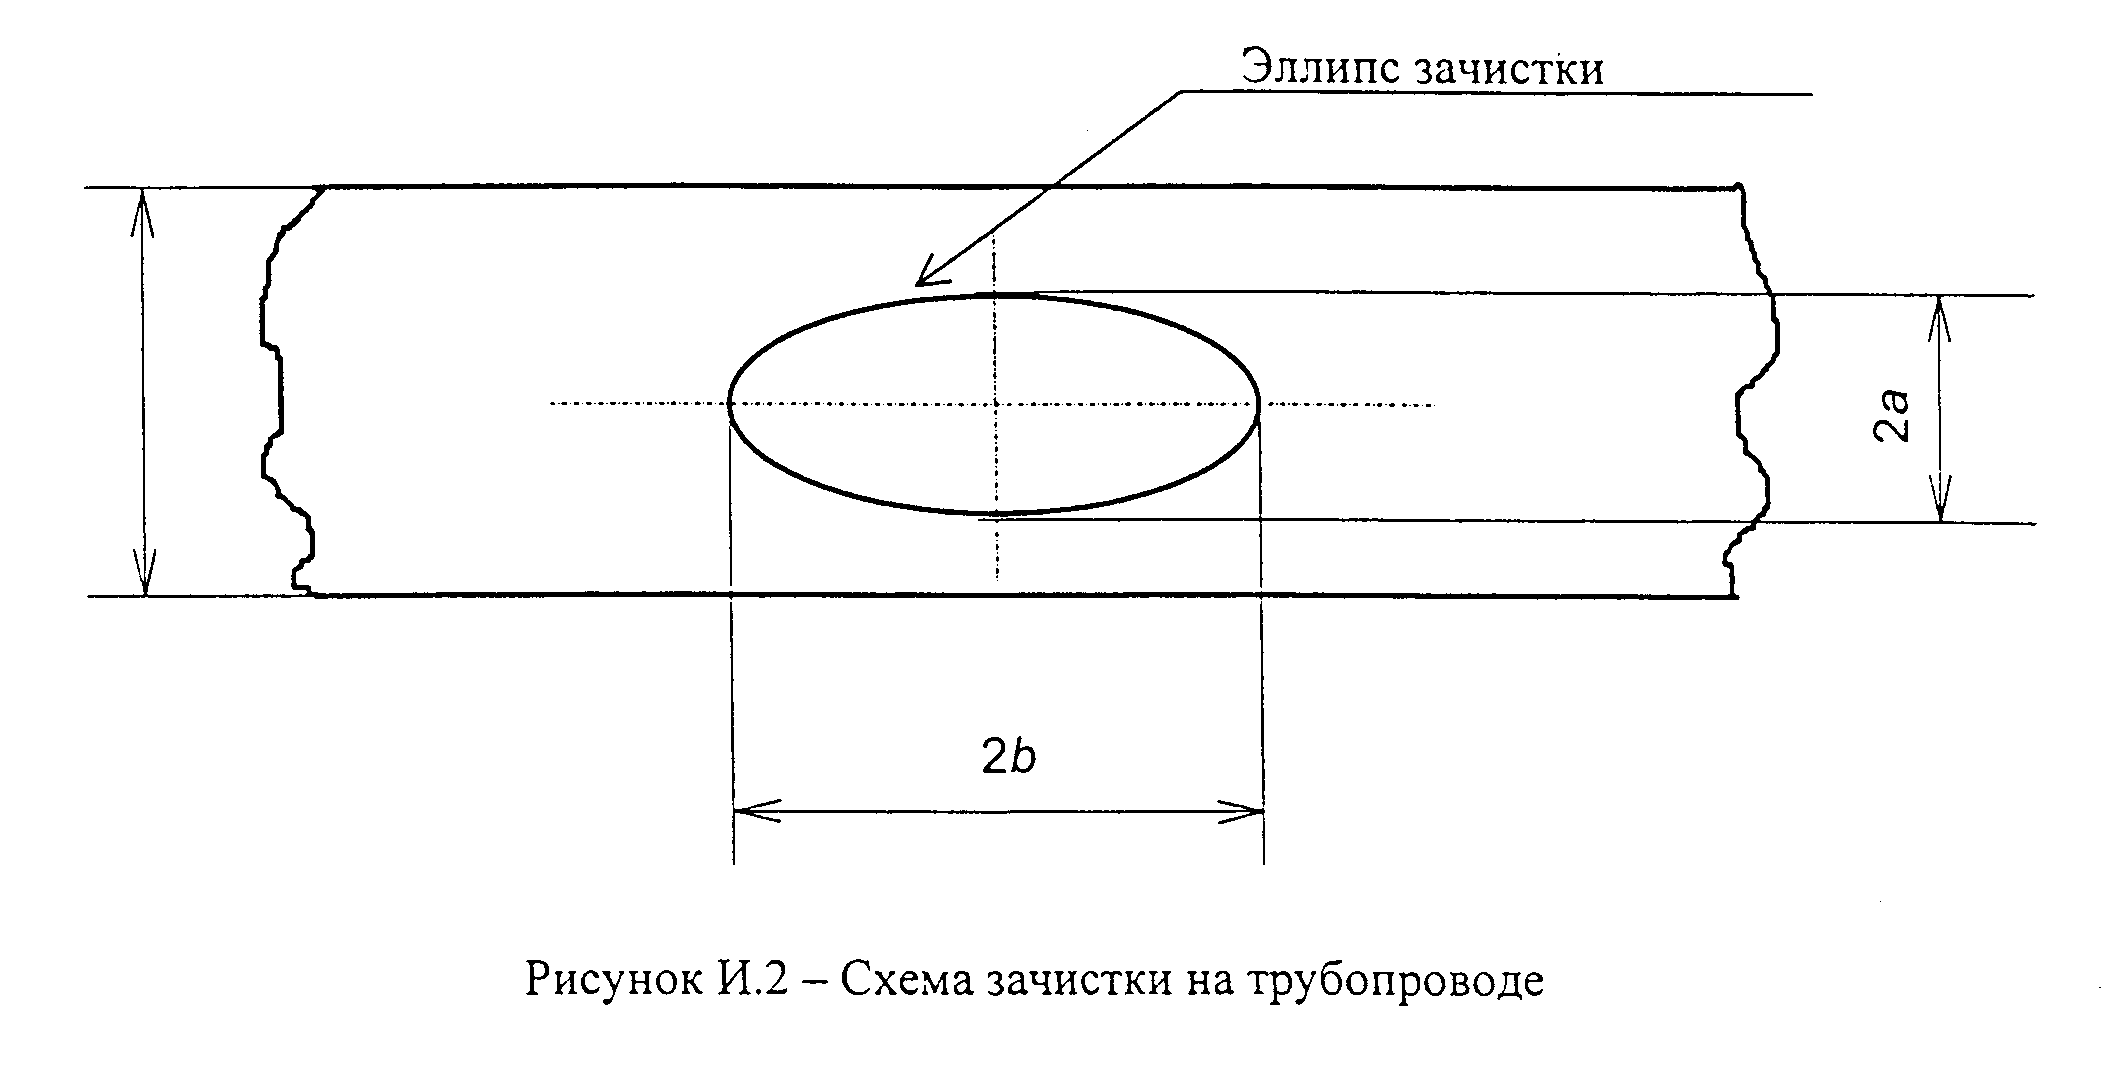 Эллипс зачистки
2a
2b
Рисунок И.2 – Схема зачистки на трубопроводе